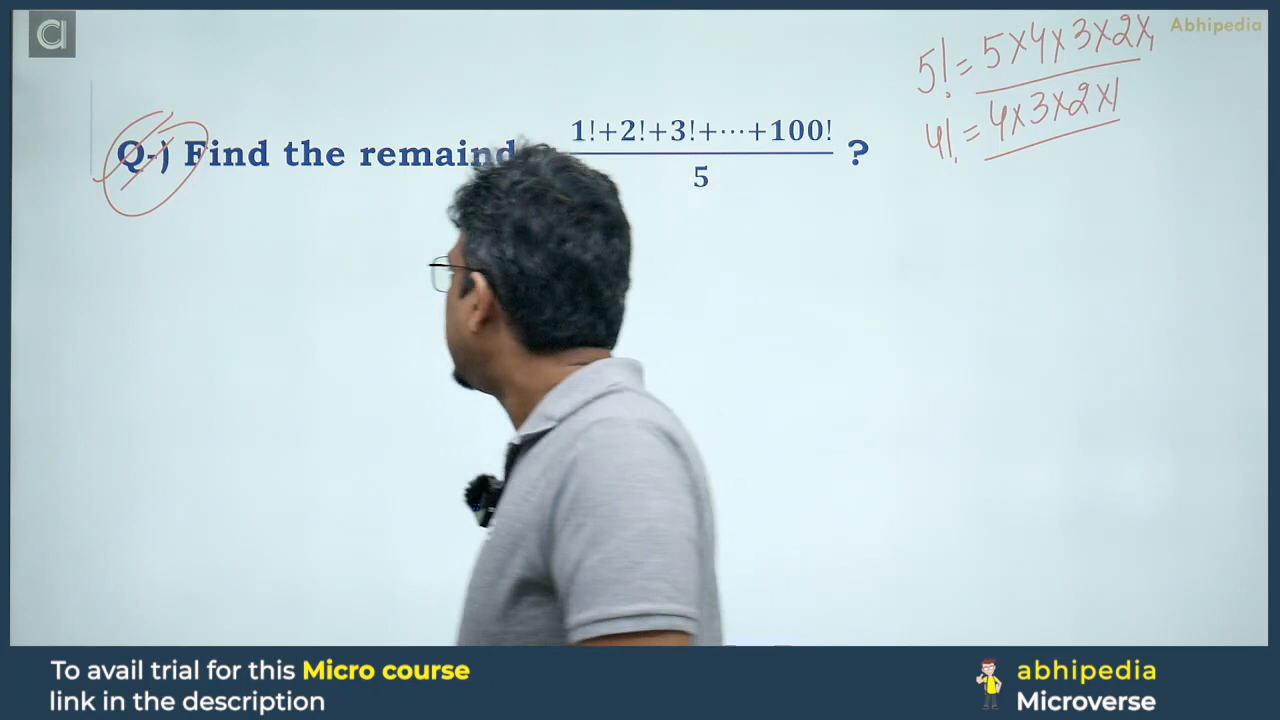 Abhipedia
5! = 5×4×3×2×1
4! = 4×3×2×1
Q-) Find the remaind 1!+2!+3!+⋯+100! ?
5
To avail trial for this Micro course
link in the description
abhipedia
Microverse